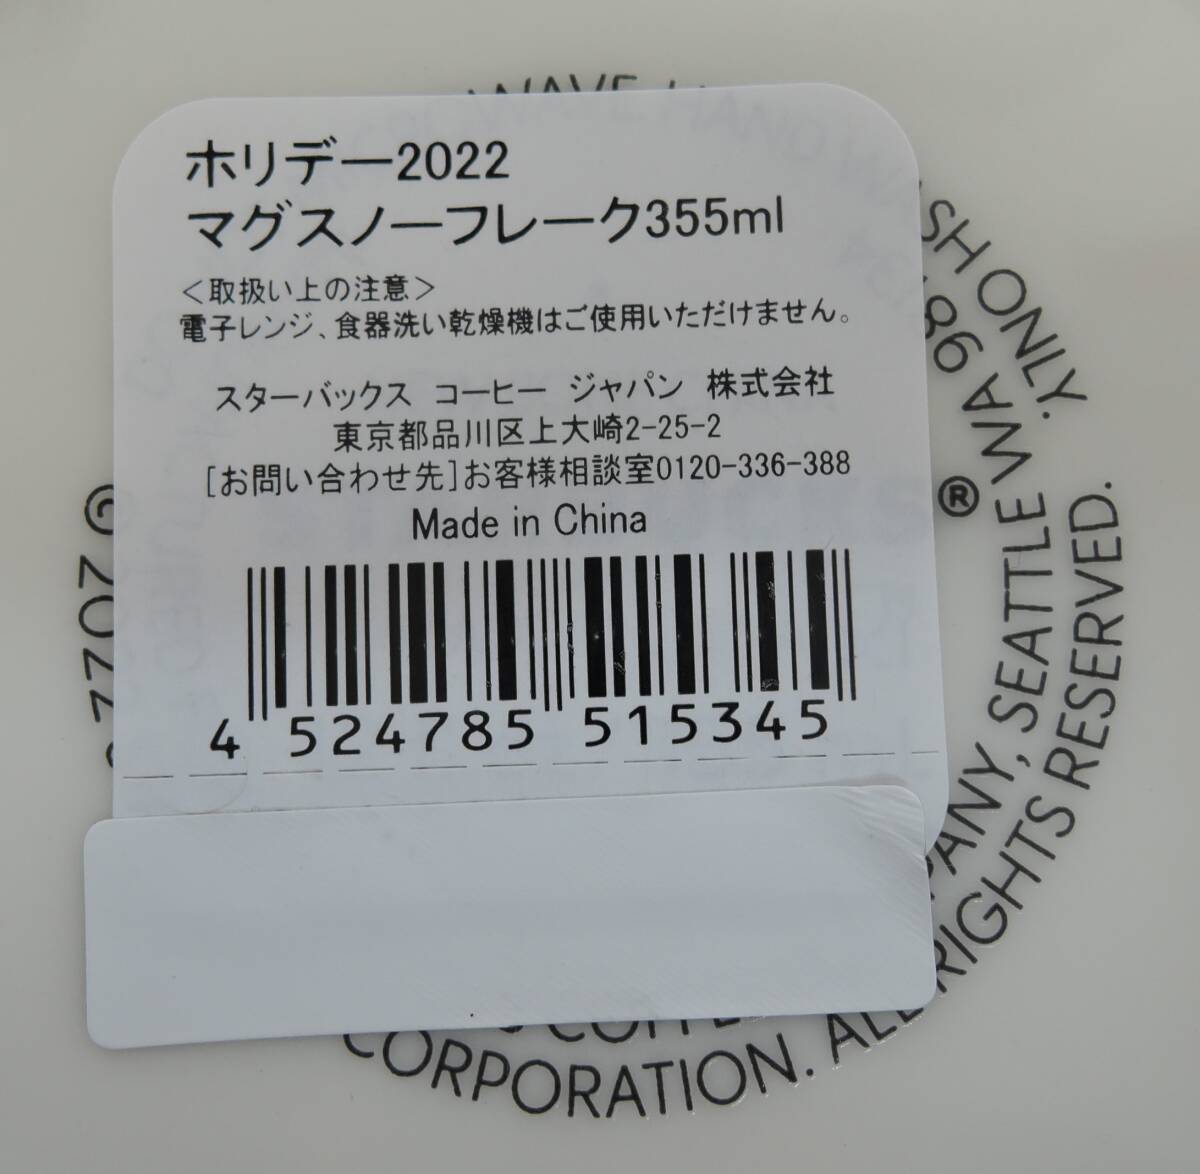 ホリデー2022
マグスノーフレーク355ml
＜取扱い上の注意＞
電子レンジ、食器洗い乾燥機はご使用いただけません。
スターバックス コーヒー ジャパン 株式会社
東京都品川区上大崎2-25-2
[お問い合わせ先]お客様相談室0120-336-388
Made in China
4 524785 515345
ONLY.
SEATTLE WA
®
CORPORATION. ALL RIGHTS RESERVED.